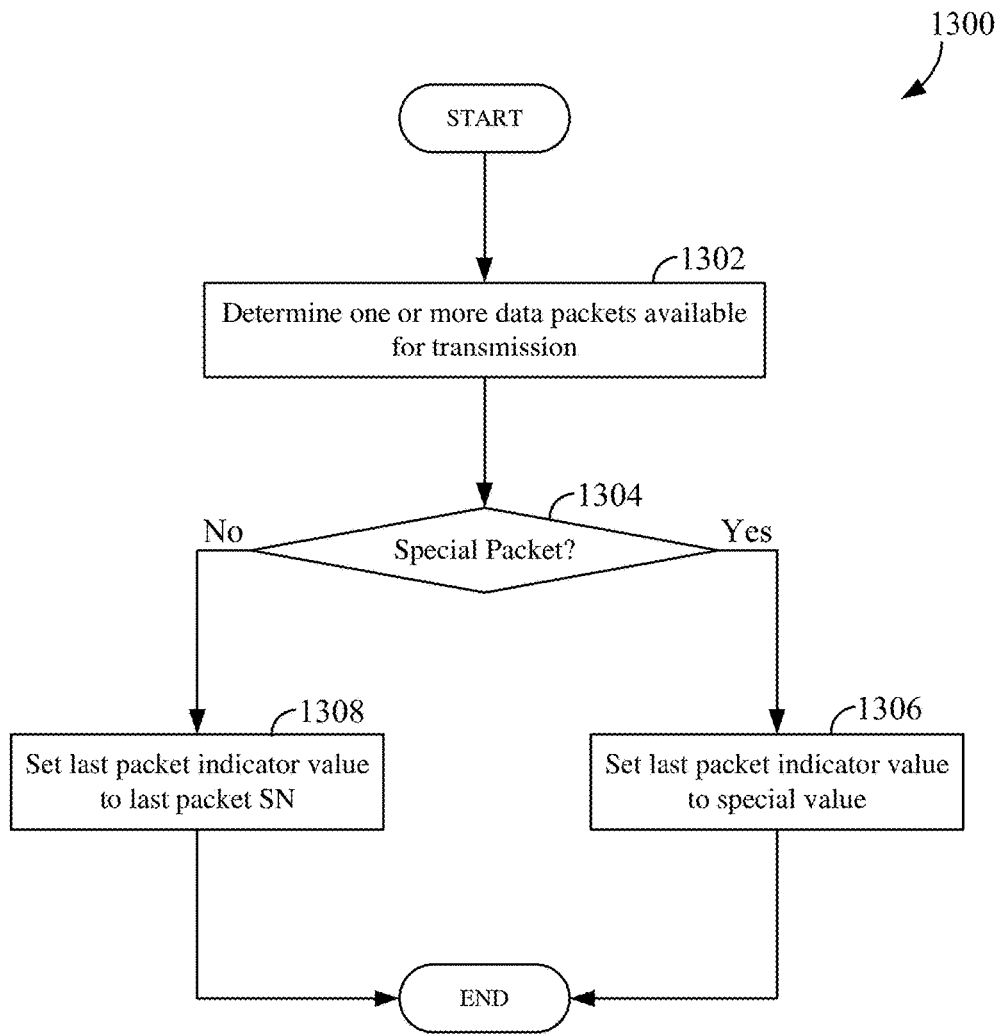 1300
START
1302
Determine one or more data packets available
for transmission
1304
No
Special Packet?
Yes
1308
Set last packet indicator value
to last packet SN
1306
Set last packet indicator value
to special value
END